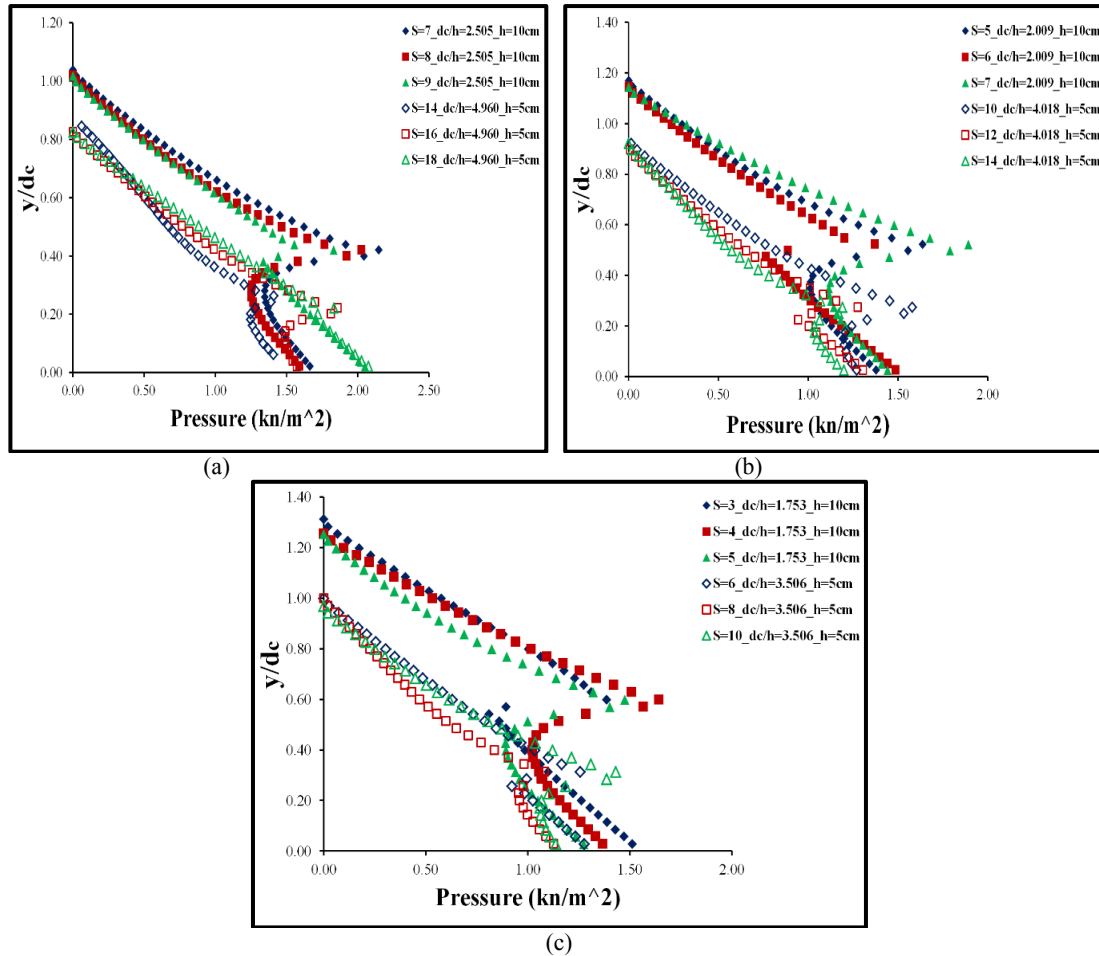 1.20
1.00
0.80
0.60
0.40
0.20
0.00
y/dc
0.00 0.50 1.00 1.50 2.00 2.50
Pressure (kn/m^2)
S=7_dc/h=2.505_h=10cm
S=8_dc/h=2.505_h=10cm
S=9_dc/h=2.505_h=10cm
S=14_dc/h=4.960_h=5cm
S=16_dc/h=4.960_h=5cm
S=18_dc/h=4.960_h=5cm
(a)
1.40
1.20
1.00
0.80
0.60
0.40
0.20
0.00
y/dc
0.00 0.50 1.00 1.50 2.00
Pressure (kn/m^2)
S=5_dc/h=2.009_h=10cm
S=6_dc/h=2.009_h=10cm
S=7_dc/h=2.009_h=10cm
S=10_dc/h=4.018_h=5cm
S=12_dc/h=4.018_h=5cm
S=14_dc/h=4.018_h=5cm
(b)
1.40
1.20
1.00
0.80
0.60
0.40
0.20
0.00
y/dc
0.00 0.50 1.00 1.50 2.00
Pressure (kn/m^2)
S=3_dc/h=1.753_h=10cm
S=4_dc/h=1.753_h=10cm
S=5_dc/h=1.753_h=10cm
S=6_dc/h=3.506_h=5cm
S=8_dc/h=3.506_h=5cm
S=10_dc/h=3.506_h=5cm
(c)